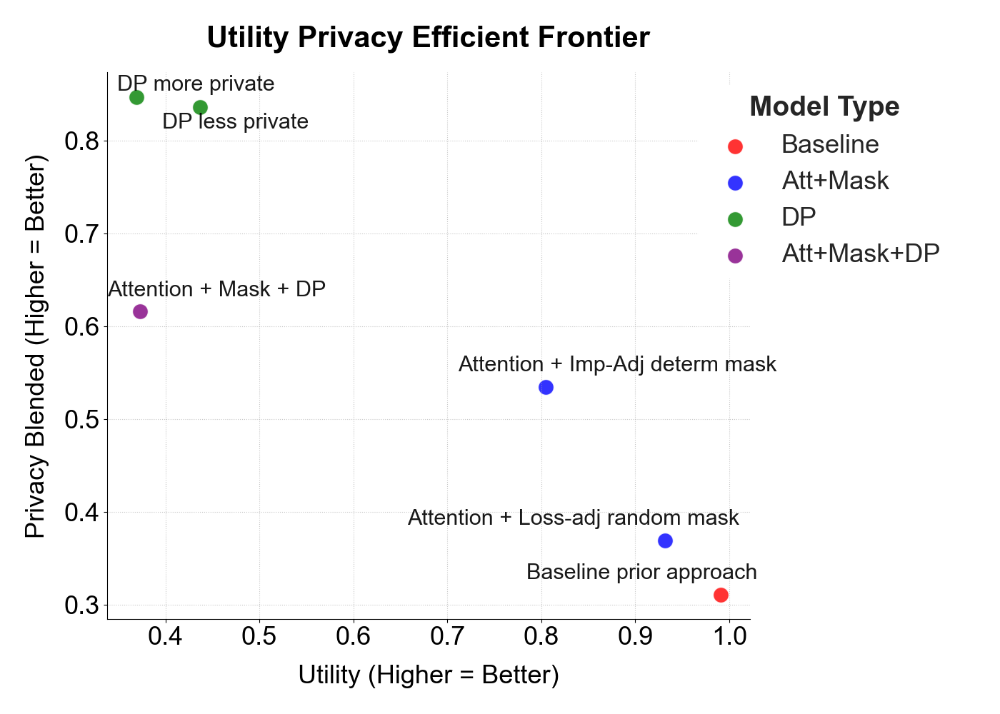 Utility Privacy Efficient Frontier
DP more private
DP less private
Model Type
Baseline
Att+Mask
DP
Att+Mask+DP
Attention + Mask + DP
Attention + Imp-Adj determ mask
Attention + Loss-adj random mask
Baseline prior approach
Privacy Blended (Higher = Better)
0.8
0.7
0.6
0.5
0.4
0.3
0.4 0.5 0.6 0.7 0.8 0.9 1.0
Utility (Higher = Better)